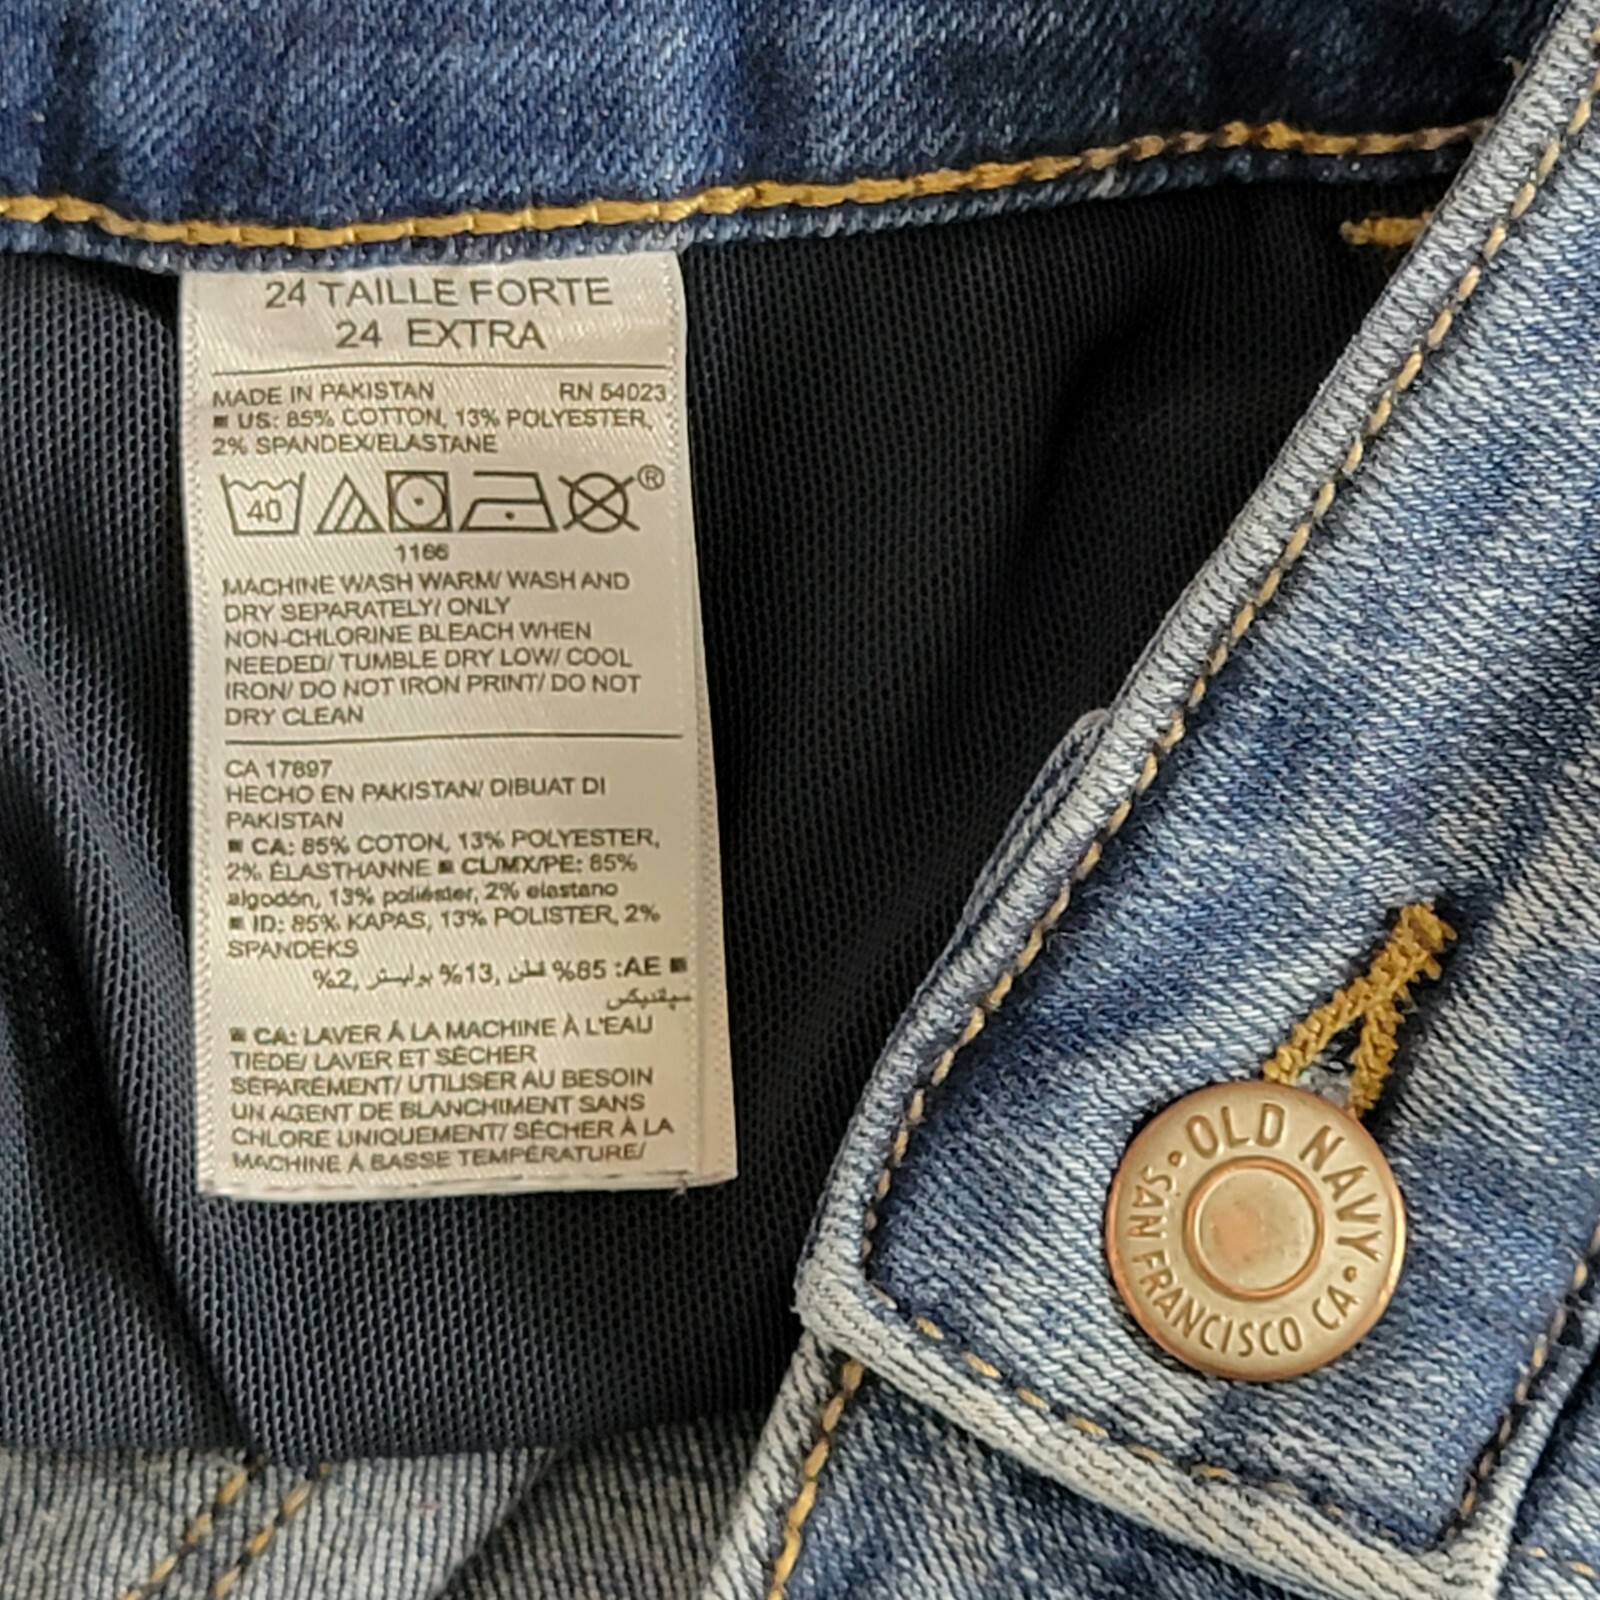 24 TAILLE FORTE
24 EXTRA
MADE IN PAKISTAN RN 54023
■ US: 85% COTTON, 13% POLYESTER,
2% SPANDEX/ELASTANE
40
®
1166
MACHINE WASH WARM/ WASH AND
DRY SEPARATELY/ ONLY
NON-CHLORINE BLEACH WHEN
NEEDED/ TUMBLE DRY LOW/ COOL
IRON/ DO NOT IRON PRINT/ DO NOT
DRY CLEAN
CA 17897
HECHO EN PAKISTAN/ DIBUAT DI
PAKISTAN
■ CA: 85% COTON, 13% POLYESTER,
2% ÉLASTHANNE ■ CL/MX/PE: 85%
algodón, 13% poliéster, 2% elastano
■ ID: 85% KAPAS, 13% POLISTER, 2%
SPANDEKS
■ AE: 85% قطن, 13% بوليستر, 2%
■ CA: LAVER À LA MACHINE À L'EAU
TIÈDE/ LAVER ET SÉCHER
SÉPARÉMENT/ UTILISER AU BESOIN
UN AGENT DE BLANCHIMENT SANS
CHLORE UNIQUEMENT/ SÉCHER À LA
MACHINE À BASSE TEMPÉRATURE/
• OLD NAVY •
SAN FRANCISCO CA